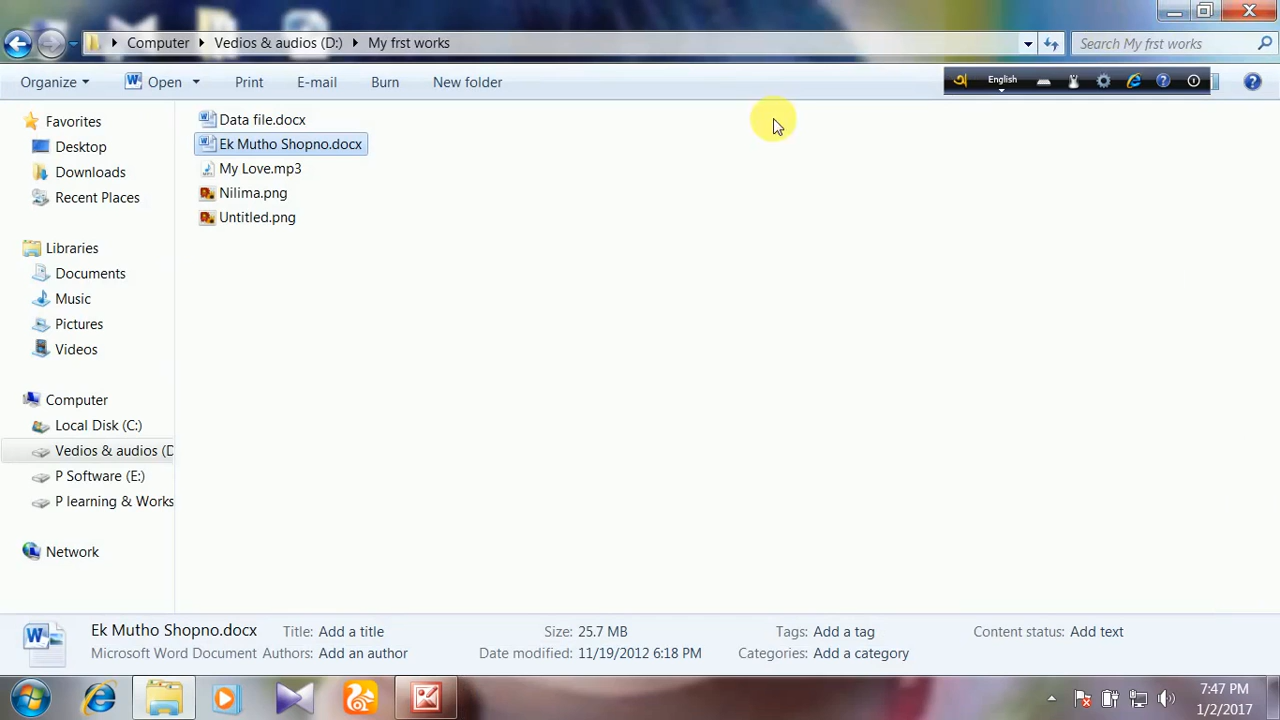 Computer
Vedios & audios (D:)
My frst works
Search My frst works
Organize
Open
Print
E-mail
Burn
New folder
অ
English
Favorites
Desktop
Downloads
Recent Places
Libraries
Documents
Music
Pictures
Videos
Computer
Local Disk (C:)
Vedios & audios (D
P Software (E:)
P learning & Works
Network
Data file.docx
Ek Mutho Shopno.docx
My Love.mp3
Nilima.png
Untitled.png
Ek Mutho Shopno.docx Title: Add a title Size: 25.7 MB Tags: Add a tag Content status: Add text
Microsoft Word Document Authors: Add an author Date modified: 11/19/2012 6:18 PM Categories: Add a category
7:47 PM
1/2/2017